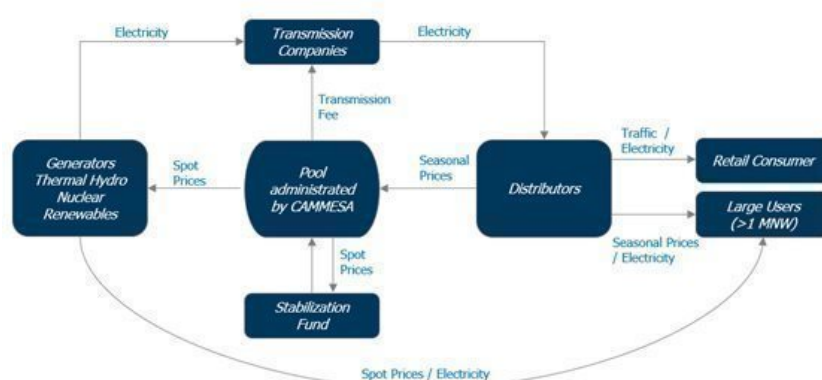 Electricity
Transmission
Companies
Electricity
Transmission
Fee
Generators
Thermal Hydro
Nuclear
Renewables
Spot
Prices
Pool
administrated
by CAMMESA
Seasonal
Prices
Distributors
Traffic /
Electricity
Retail Consumer
Large Users
(>1 MNW)
Seasonal Prices
/ Electricity
Spot
Prices
Stabilization
Fund
Spot Prices / Electricity